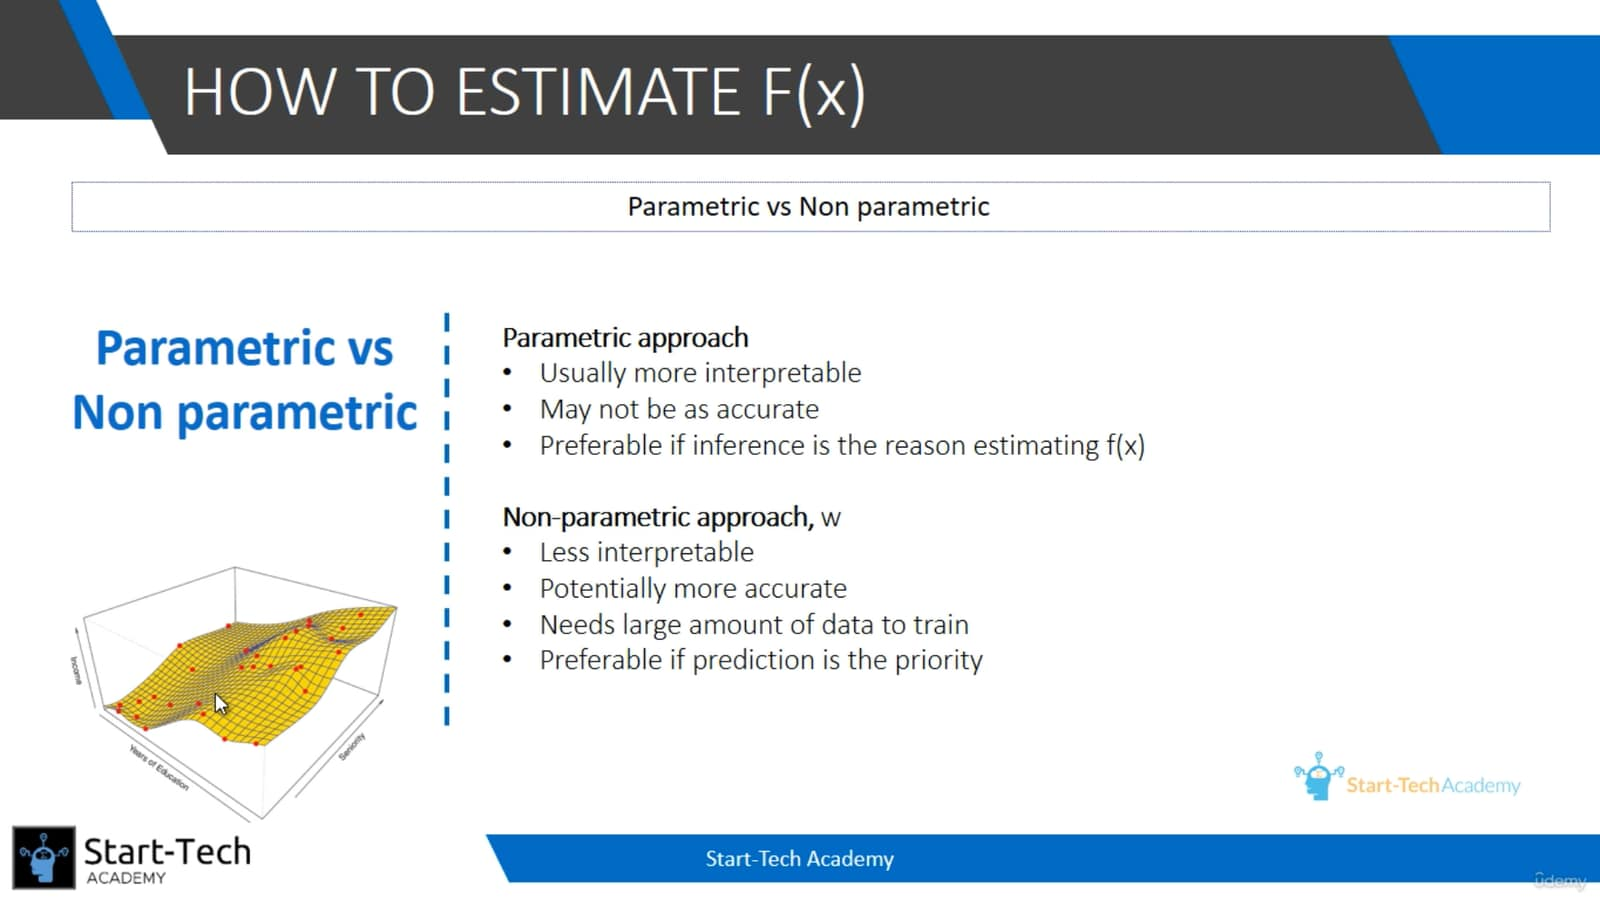 HOW TO ESTIMATE F(x)
Parametric vs Non parametric
Parametric vs
Non parametric
Parametric approach
• Usually more interpretable
• May not be as accurate
• Preferable if inference is the reason estimating f(x)
Non-parametric approach, w
• Less interpretable
• Potentially more accurate
• Needs large amount of data to train
• Preferable if prediction is the priority
Income
Years of Education
Seniority
Start-Tech Academy
Start-Tech
ACADEMY
Start-Tech Academy
udemy